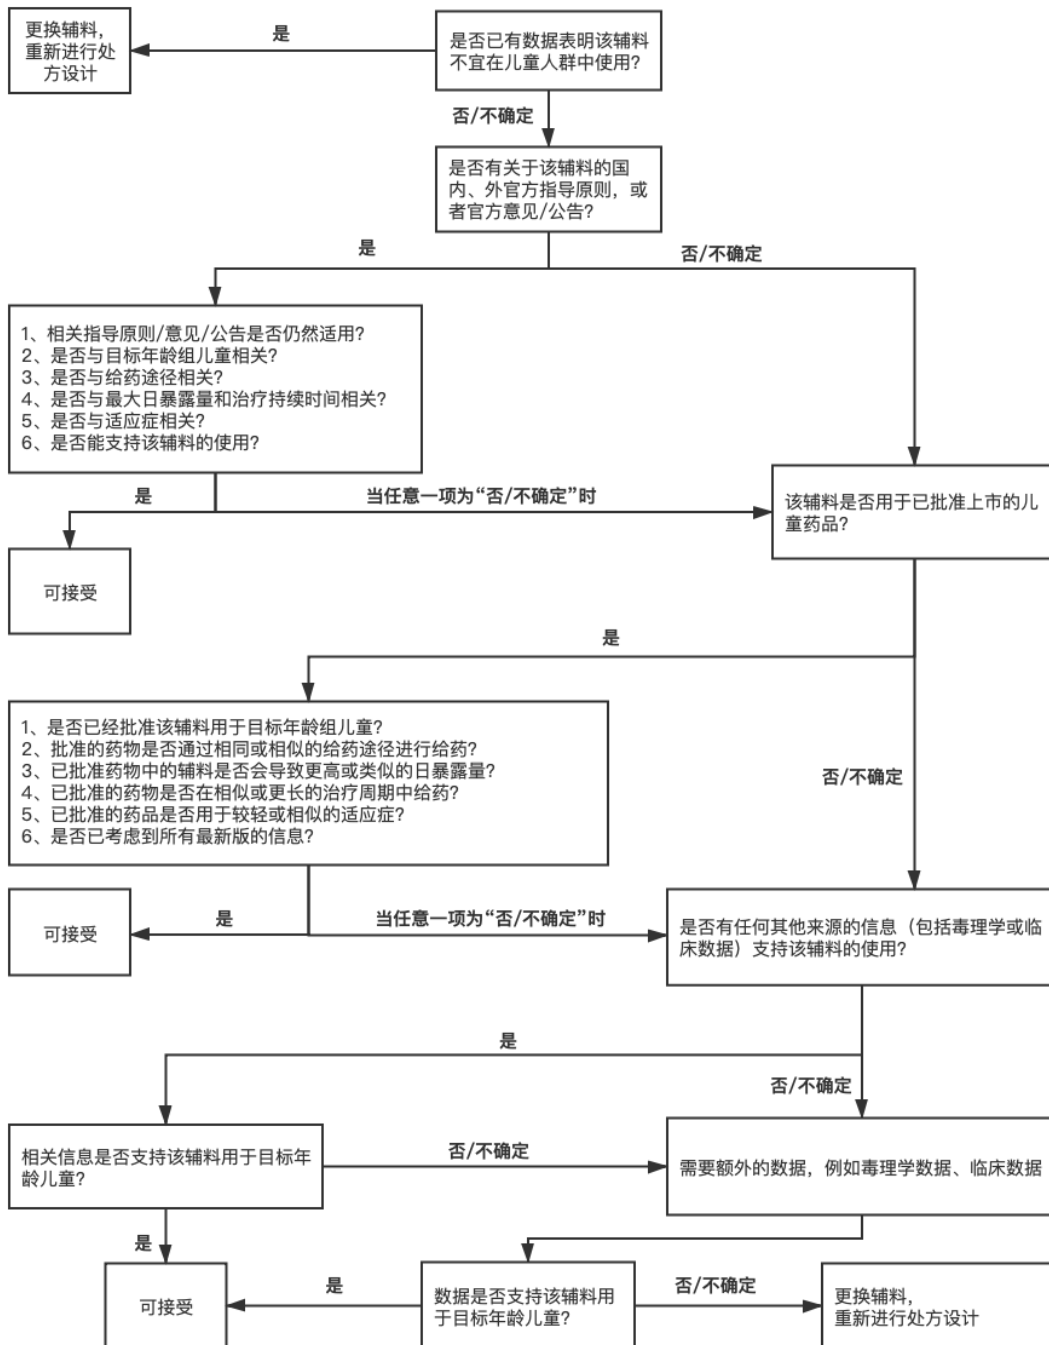 更换辅料，
重新进行处
方设计
是
是否已有数据表明该辅料
不宜在儿童人群中使用？
否/不确定
是否有关于该辅料的国
内、外官方指导原则，或
者官方意见/公告？
是
否/不确定
1、相关指导原则/意见/公告是否仍然适用？
2、是否与目标年龄组儿童相关？
3、是否与给药途径相关？
4、是否与最大日暴露量和治疗持续时间相关？
5、是否与适应症相关？
6、是否能支持该辅料的使用？
是
当任意一项为“否/不确定”时
该辅料是否用于已批准上市的儿
童药品？
可接受
是
1、是否已经批准该辅料用于目标年龄组儿童？
2、批准的药物是否通过相同或相似的给药途径进行给药？
3、已批准药物中的辅料是否会导致更高或类似的日暴露量？
4、已批准的药物是否在相似或更长的治疗周期中给药？
5、已批准的药品是否用于较轻或相似的适应症？
6、是否已考虑到所有最新版的信息？
否/不确定
可接受
是
当任意一项为“否/不确定”时
是否有任何其他来源的信息（包括毒理学或临
床数据）支持该辅料的使用？
是
否/不确定
相关信息是否支持该辅料用于目标年
龄儿童？
否/不确定
需要额外的数据，例如毒理学数据、临床数据
是
可接受
是
数据是否支持该辅料用
于目标年龄儿童？
否/不确定
更换辅料，
重新进行处方设计